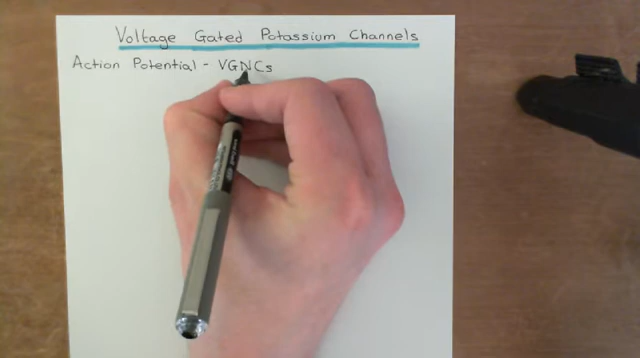 Voltage Gated Potassium Channels
Action Potential - VGNCs